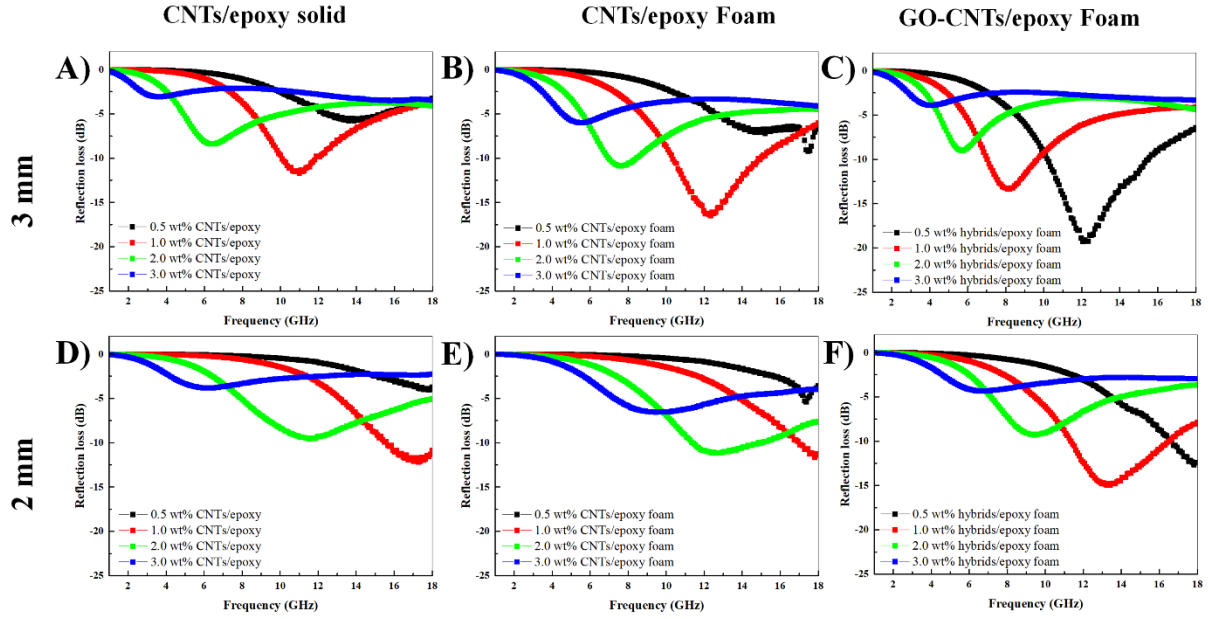 CNTs/epoxy solid
CNTs/epoxy Foam
GO-CNTs/epoxy Foam
3 mm
A)
0
-5
-10
-15
-20
-25
Reflection loss (dB)
0.5 wt% CNTs/epoxy
1.0 wt% CNTs/epoxy
2.0 wt% CNTs/epoxy
3.0 wt% CNTs/epoxy
2 4 6 8 10 12 14 16 18
Frequency (GHz)
B)
0
-5
-10
-15
-20
-25
Reflection loss (dB)
0.5 wt% CNTs/epoxy foam
1.0 wt% CNTs/epoxy foam
2.0 wt% CNTs/epoxy foam
3.0 wt% CNTs/epoxy foam
2 4 6 8 10 12 14 16 18
Frequency (GHz)
C)
0
-5
-10
-15
-20
-25
Reflection loss (dB)
0.5 wt% hybrids/epoxy foam
1.0 wt% hybrids/epoxy foam
2.0 wt% hybrids/epoxy foam
3.0 wt% hybrids/epoxy foam
2 4 6 8 10 12 14 16 18
Frequency (GHz)
2 mm
D)
0
-5
-10
-15
-20
-25
Reflection loss (dB)
0.5 wt% CNTs/epoxy
1.0 wt% CNTs/epoxy
2.0 wt% CNTs/epoxy
3.0 wt% CNTs/epoxy
2 4 6 8 10 12 14 16 18
Frequency (GHz)
E)
0
-5
-10
-15
-20
-25
Reflection loss (dB)
0.5 wt% CNTs/epoxy foam
1.0 wt% CNTs/epoxy foam
2.0 wt% CNTs/epoxy foam
3.0 wt% CNTs/epoxy foam
2 4 6 8 10 12 14 16 18
Frequency (GHz)
F)
0
-5
-10
-15
-20
-25
Reflection loss (dB)
0.5 wt% hybrids/epoxy foam
1.0 wt% hybrids/epoxy foam
2.0 wt% hybrids/epoxy foam
3.0 wt% hybrids/epoxy foam
2 4 6 8 10 12 14 16 18
Frequency (GHz)